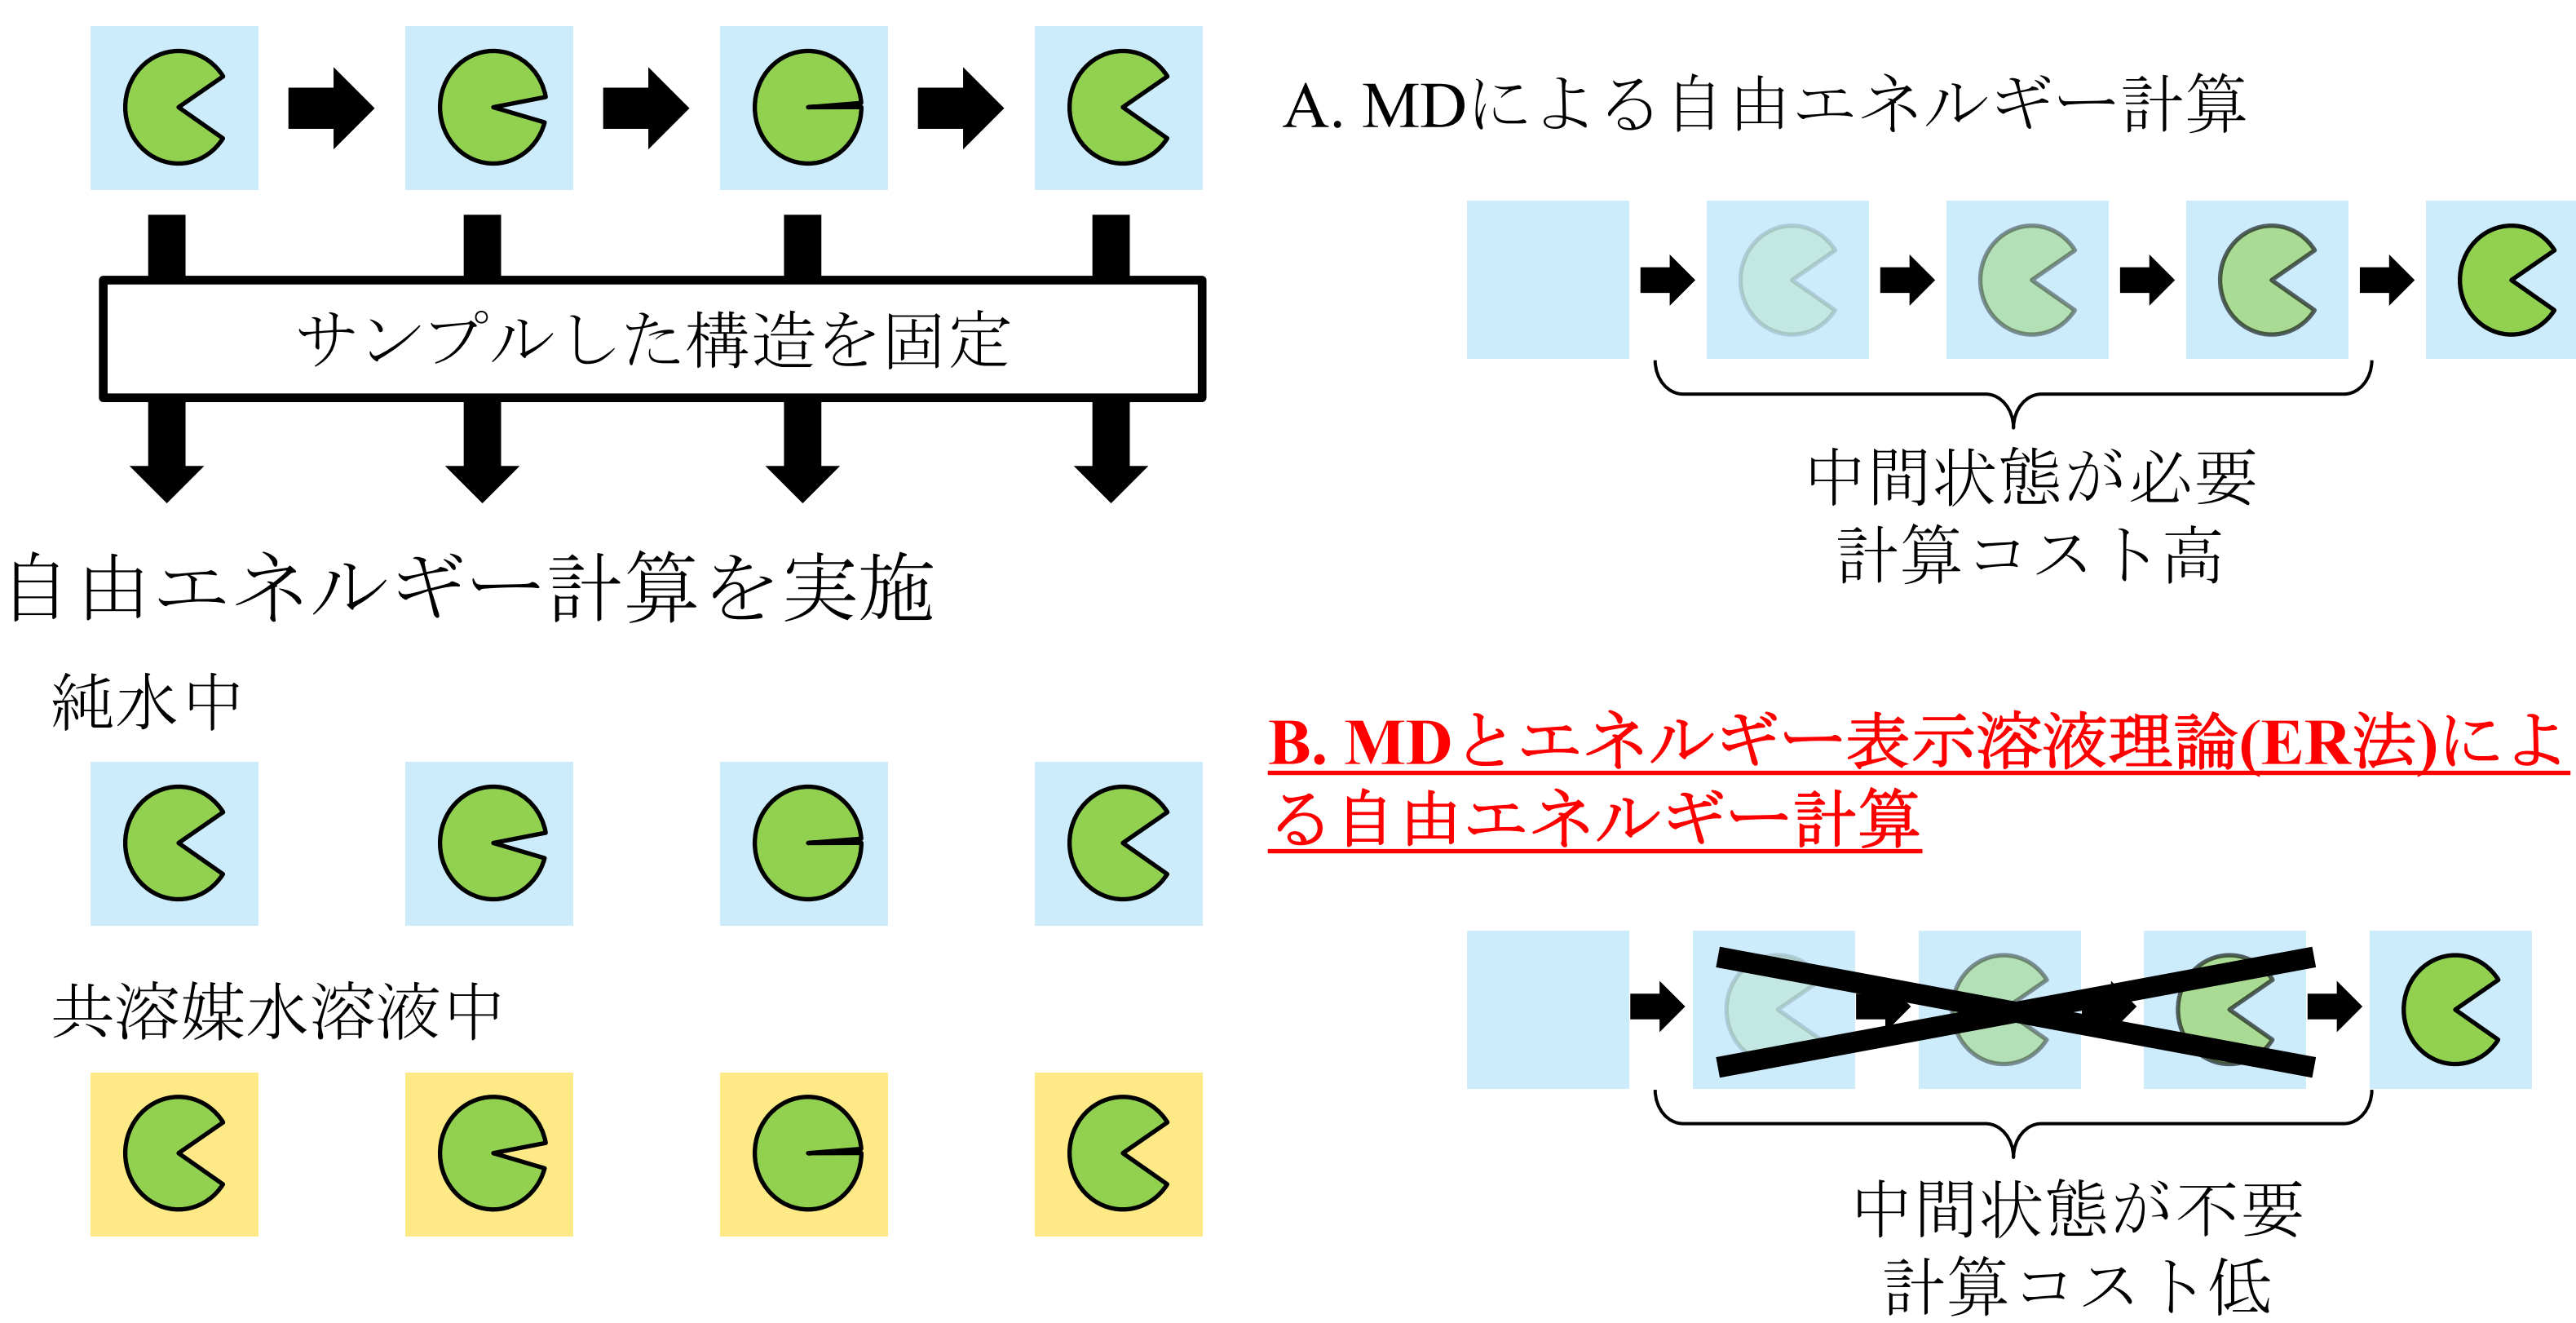 サンプルした構造を固定
自由エネルギー計算を実施
純水中
共溶媒水溶液中
A. MDによる自由エネルギー計算
中間状態が必要
計算コスト高
B. MDとエネルギー表示溶液理論(ER法)によ
る自由エネルギー計算
中間状態が不要
計算コスト低